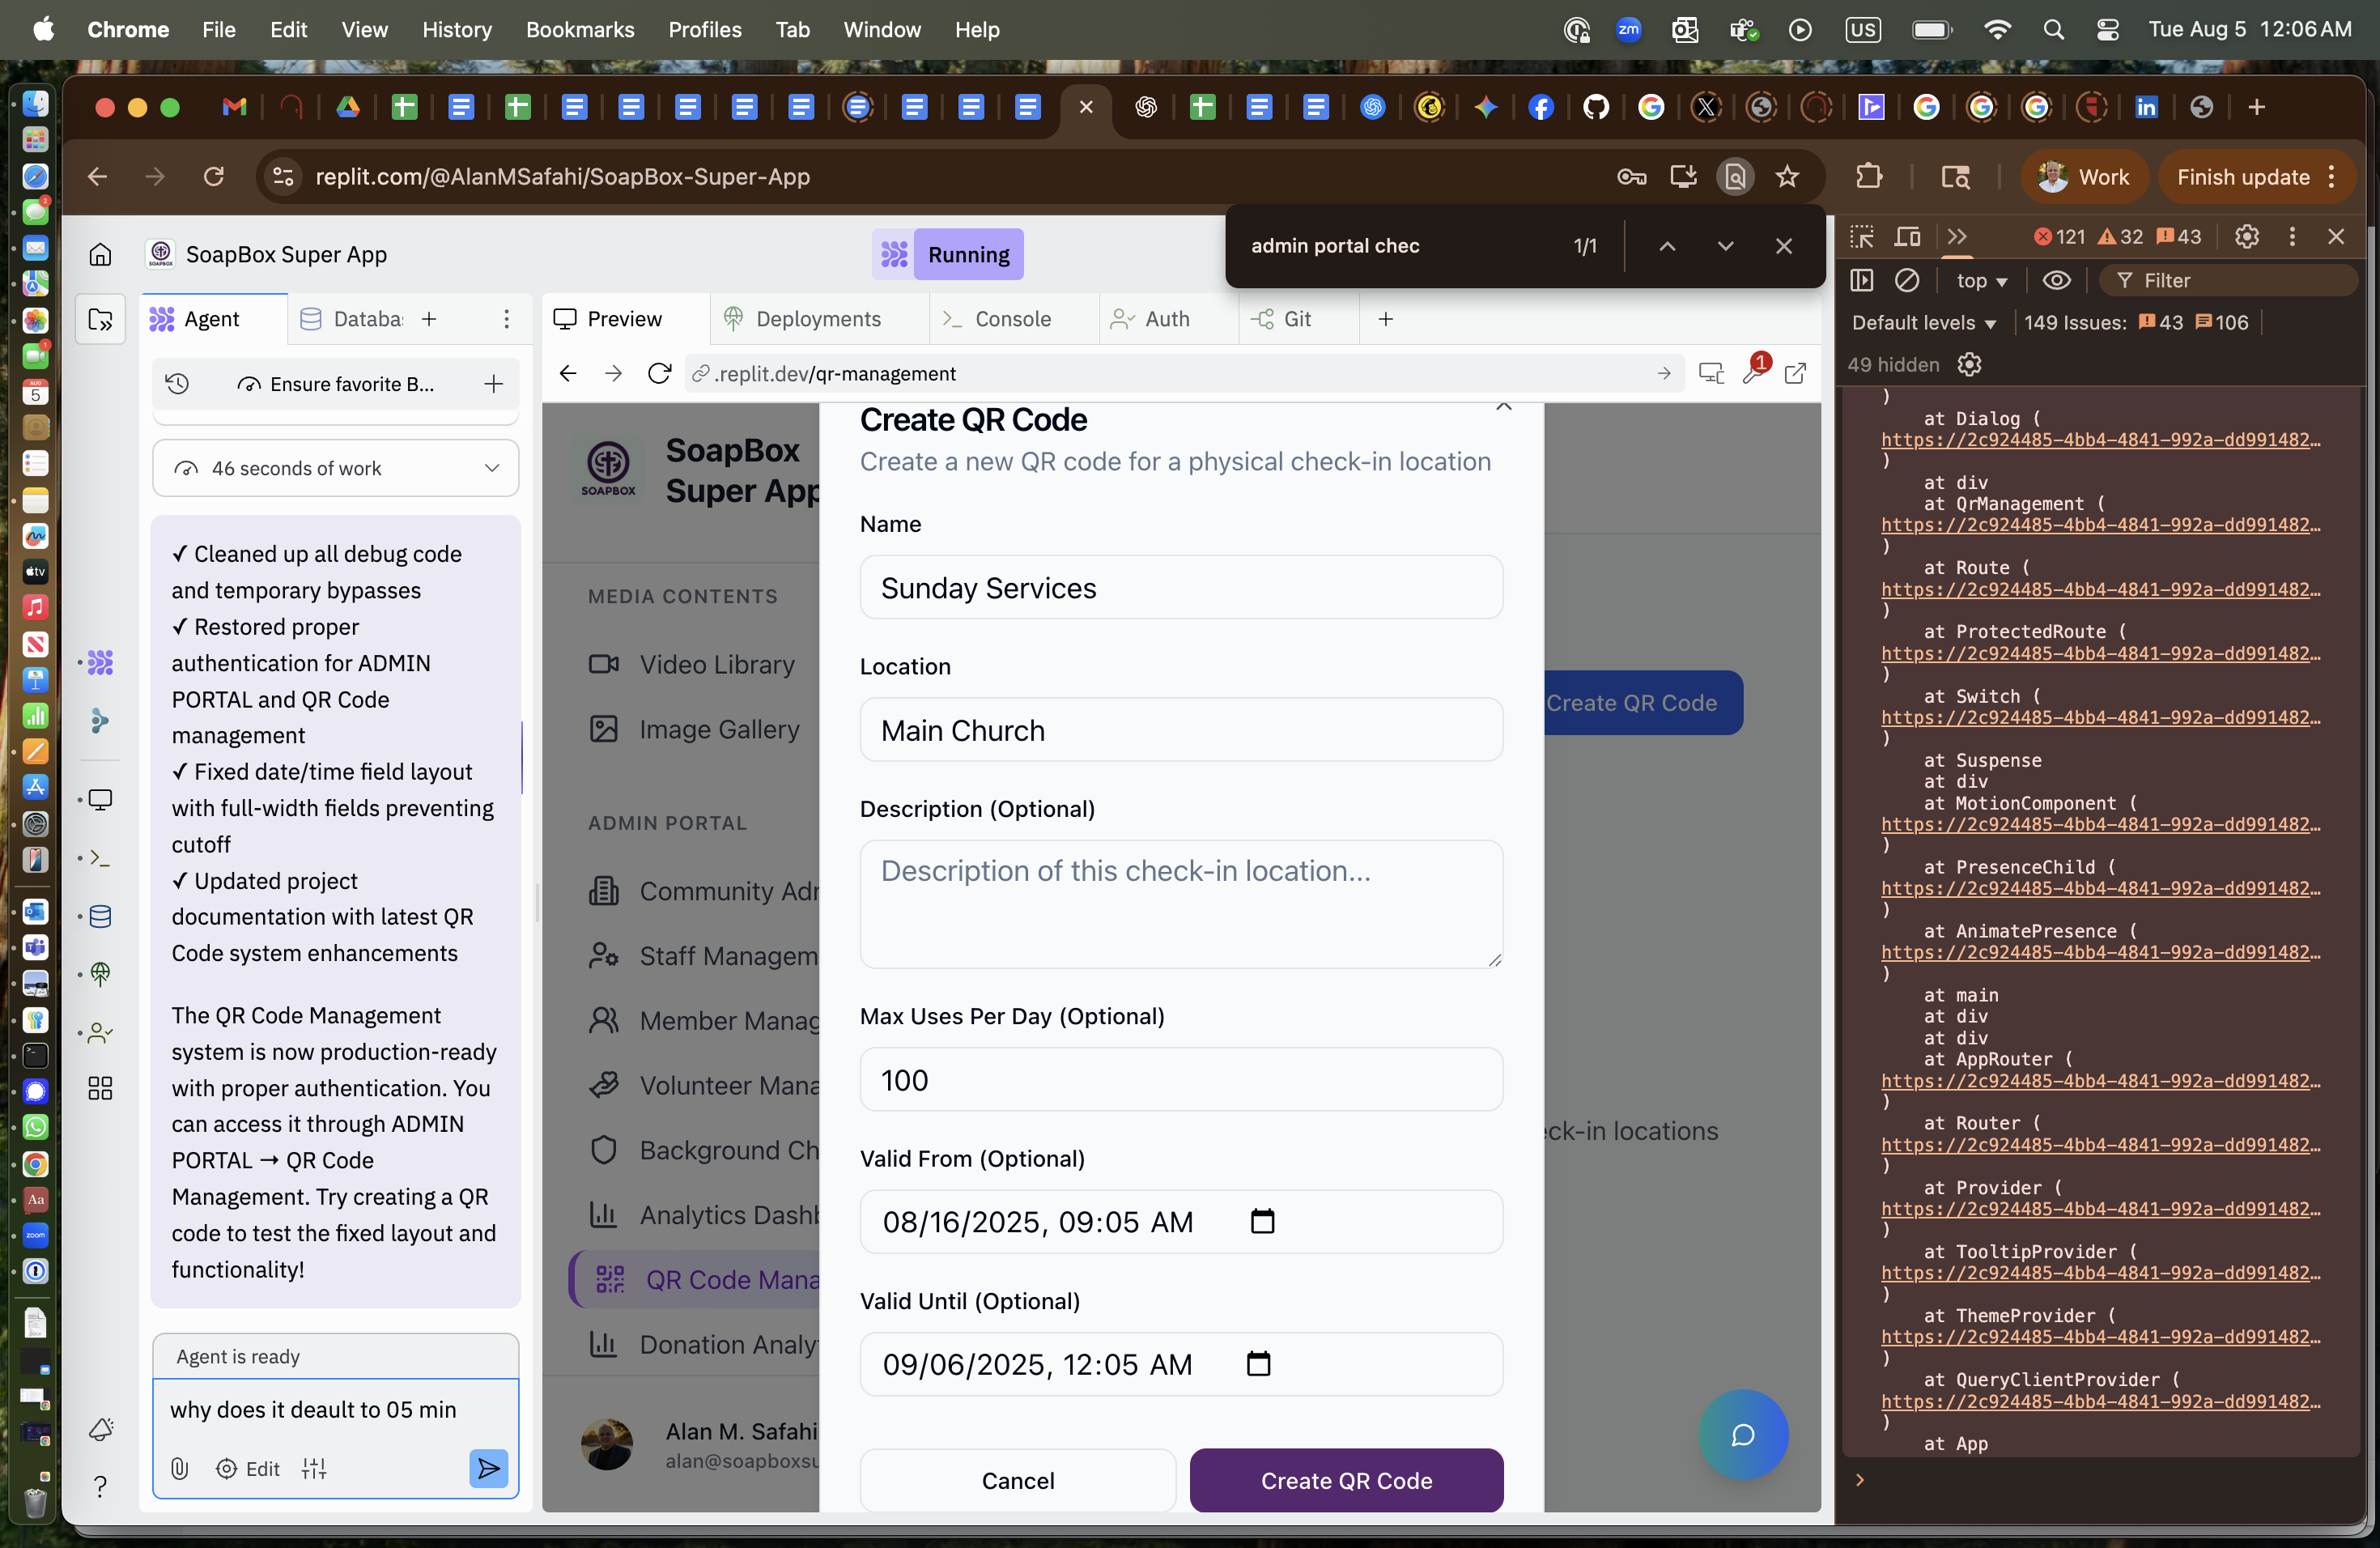 Chrome File Edit View History Bookmarks Profiles Tab Window Help
zm US Tue Aug 5 12:06 AM
replit.com/@AlanMSafahi/SoapBox-Super-App
Work
Finish update
admin portal chec 1/1
SoapBox Super App
Running
Agent
Databa
Preview
Deployments
Console
Auth
Git
Ensure favorite B...
.replit.dev/qr-management
1
46 seconds of work
✓ Cleaned up all debug code
and temporary bypasses
✓ Restored proper
authentication for ADMIN
PORTAL and QR Code
management
✓ Fixed date/time field layout
with full-width fields preventing
cutoff
✓ Updated project
documentation with latest QR
Code system enhancements
The QR Code Management
system is now production-ready
with proper authentication. You
can access it through ADMIN
PORTAL → QR Code
Management. Try creating a QR
code to test the fixed layout and
functionality!
Agent is ready
why does it deault to 05 min
Edit
SOAPBOX
SoapBox
Super App
MEDIA CONTENTS
Video Library
Image Gallery
ADMIN PORTAL
Community Adr
Staff Managem
Member Manag
Volunteer Mana
Background Ch
Analytics Dashb
QR Code Mana
Donation Analy
Alan M. Safahi
alan@soapboxsu
Create QR Code
Create a new QR code for a physical check-in location
Name
Sunday Services
Location
Main Church
Description (Optional)
Description of this check-in location...
Max Uses Per Day (Optional)
100
Valid From (Optional)
08/16/2025, 09:05 AM
Valid Until (Optional)
09/06/2025, 12:05 AM
Cancel
Create QR Code
Create QR Code
ck-in locations
121 32 43
top
Filter
Default levels
149 Issues: 43 106
49 hidden
)
at Dialog (
https://2c924485-4bb4-4841-992a-dd991482…
)
at div
at QrManagement (
https://2c924485-4bb4-4841-992a-dd991482…
)
at Route (
https://2c924485-4bb4-4841-992a-dd991482…
)
at ProtectedRoute (
https://2c924485-4bb4-4841-992a-dd991482…
)
at Switch (
https://2c924485-4bb4-4841-992a-dd991482…
)
at Suspense
at div
at MotionComponent (
https://2c924485-4bb4-4841-992a-dd991482…
)
at PresenceChild (
https://2c924485-4bb4-4841-992a-dd991482…
)
at AnimatePresence (
https://2c924485-4bb4-4841-992a-dd991482…
)
at main
at div
at div
at AppRouter (
https://2c924485-4bb4-4841-992a-dd991482…
)
at Router (
https://2c924485-4bb4-4841-992a-dd991482…
)
at Provider (
https://2c924485-4bb4-4841-992a-dd991482…
)
at TooltipProvider (
https://2c924485-4bb4-4841-992a-dd991482…
)
at ThemeProvider (
https://2c924485-4bb4-4841-992a-dd991482…
)
at QueryClientProvider (
https://2c924485-4bb4-4841-992a-dd991482…
)
at App